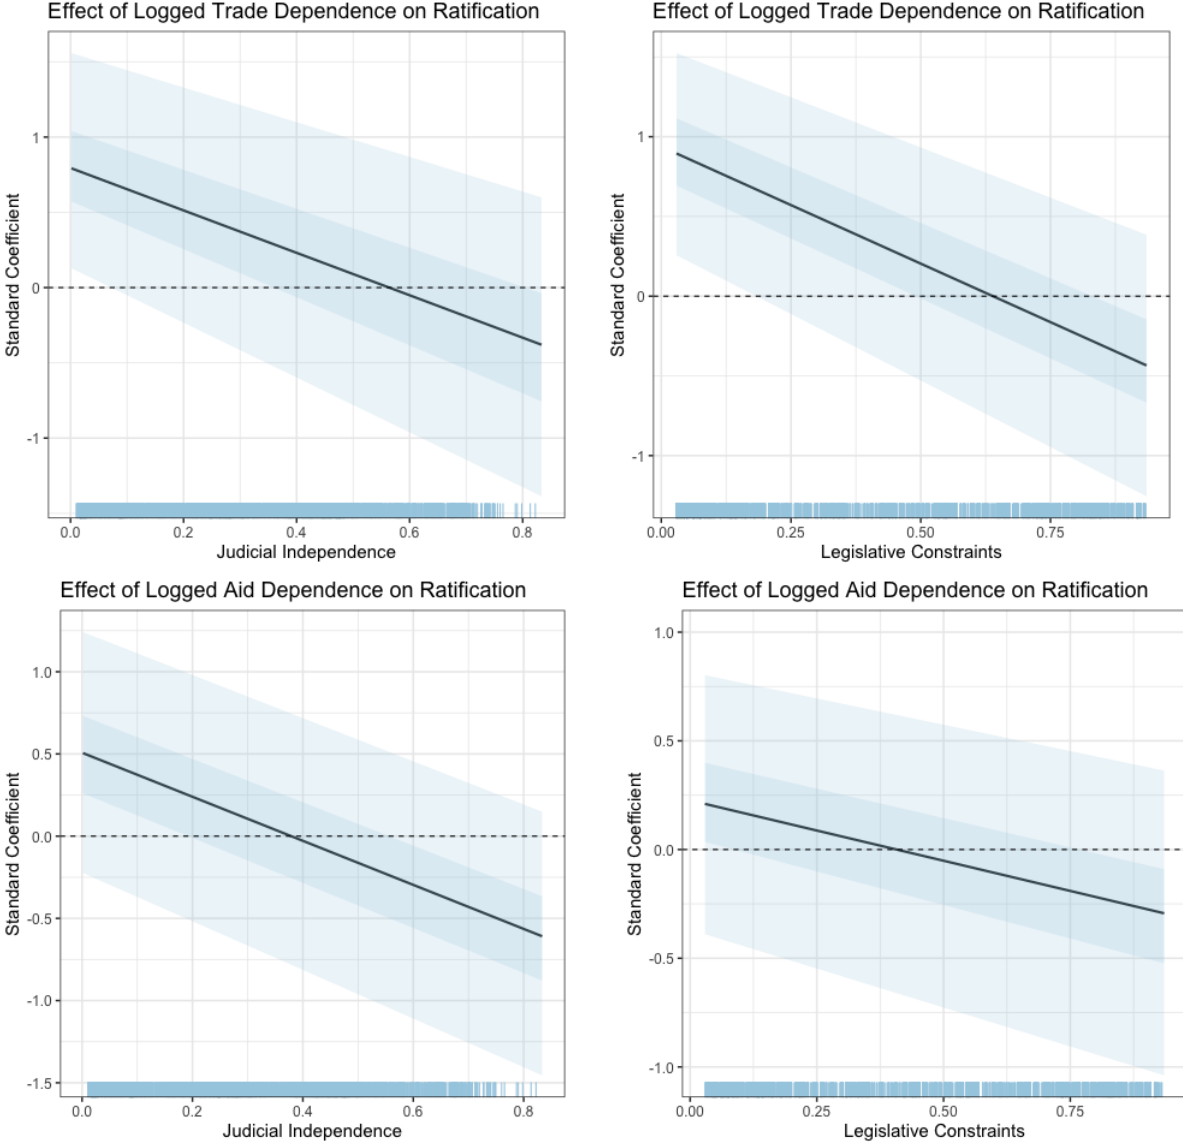 Effect of Logged Trade Dependence on Ratification
Standard Coefficient
1
0
-1
0.0 0.2 0.4 0.6 0.8
Judicial Independence
Effect of Logged Trade Dependence on Ratification
Standard Coefficient
1
0
-1
0.00 0.25 0.50 0.75
Legislative Constraints
Effect of Logged Aid Dependence on Ratification
Standard Coefficient
1.0
0.5
0.0
-0.5
-1.0
-1.5
0.0 0.2 0.4 0.6 0.8
Judicial Independence
Effect of Logged Aid Dependence on Ratification
Standard Coefficient
1.0
0.5
0.0
-0.5
-1.0
0.00 0.25 0.50 0.75
Legislative Constraints